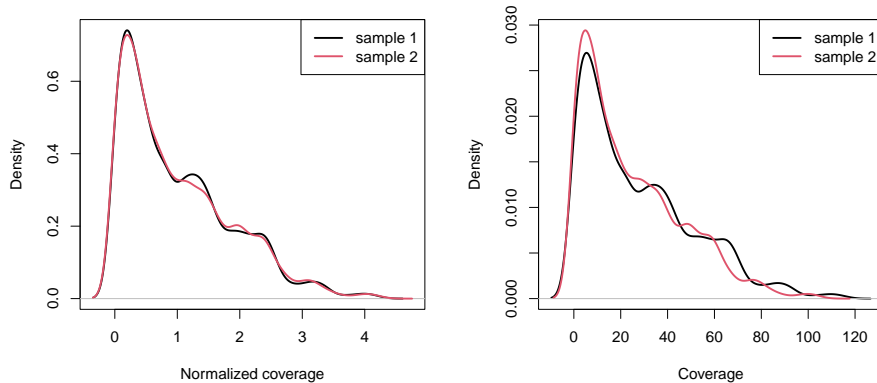 sample 1
sample 2
Density
0.0
0.2
0.4
0.6
0 1 2 3 4
Normalized coverage
sample 1
sample 2
Density
0.000
0.010
0.020
0.030
0 20 40 60 80 100 120
Coverage